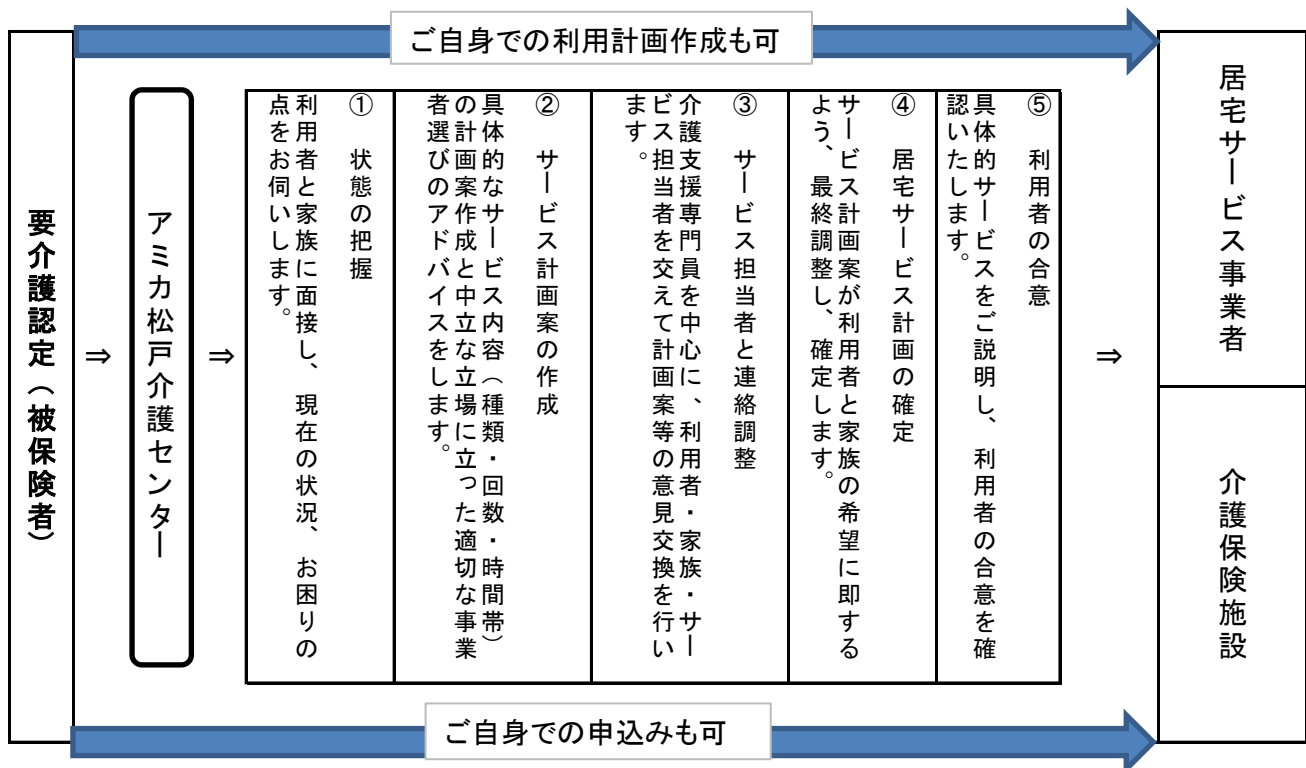 ご自身での利用計画作成も可
要介護認定（被保険者）
⇒
アミカ松戸介護センター
⇒
① 状態の把握
利用者と家族に面接し、現在の状況、お困りの
点をお伺いします。
② サービス計画案の作成
具体的なサービス内容（種類・回数・時間帯）
の計画案作成と中立な立場に立った適切な事業
者選びのアドバイスをします。
③ サービス担当者と連絡調整
介護支援専門員を中心に、利用者・家族・サー
ビス担当者を交えて計画案等の意見交換を行い
ます。
④ 居宅サービス計画の確定
サービス計画案が利用者と家族の希望に即する
よう、最終調整し、確定します。
⑤ 利用者の合意
具体的サービスをご説明し、利用者の合意を確
認いたします。
⇒
居宅サービス事業者
介護保険施設
ご自身での申込みも可